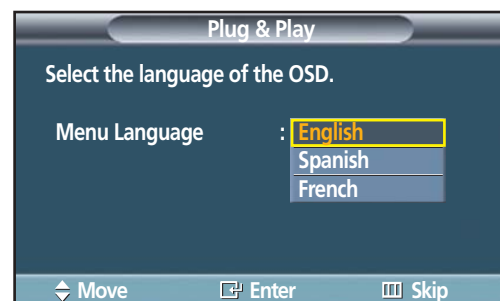 Plug & Play
Select the language of the OSD.
Menu Language : English
Spanish
French
Move Enter Skip